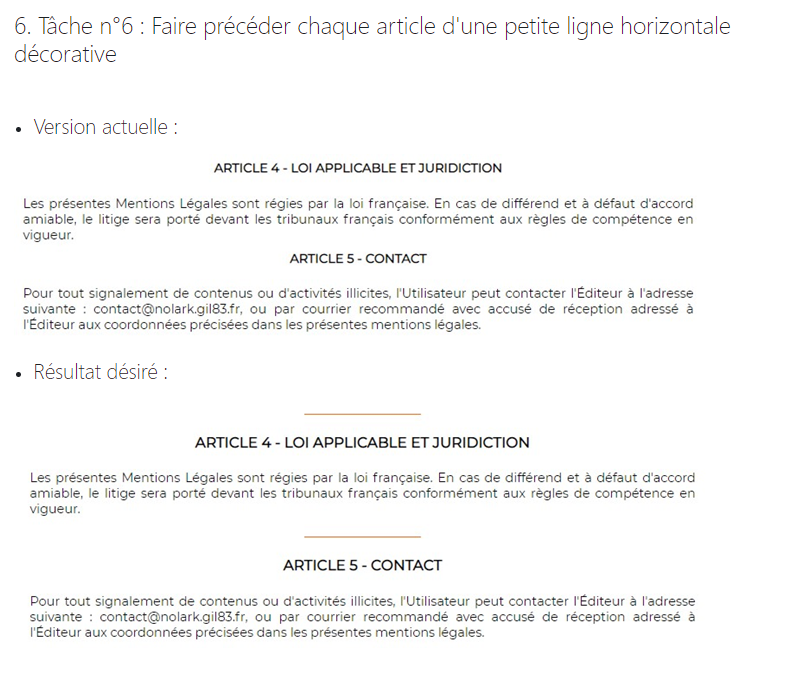 6. Tâche n°6 : Faire précéder chaque article d'une petite ligne horizontale
décorative
• Version actuelle :
ARTICLE 4 - LOI APPLICABLE ET JURIDICTION
Les présentes Mentions Légales sont régies par la loi française. En cas de différend et à défaut d'accord
amiable, le litige sera porté devant les tribunaux français conformément aux règles de compétence en
vigueur.
ARTICLE 5 - CONTACT
Pour tout signalement de contenus ou d'activités illicites, l'Utilisateur peut contacter l'Éditeur à l'adresse
suivante : contact@nolark.gil83.fr, ou par courrier recommandé avec accusé de réception adressé à
l'Éditeur aux coordonnées précisées dans les présentes mentions légales.
• Résultat désiré :
ARTICLE 4 - LOI APPLICABLE ET JURIDICTION
Les présentes Mentions Légales sont régies par la loi française. En cas de différend et à défaut d'accord
amiable, le litige sera porté devant les tribunaux français conformément aux règles de compétence en
vigueur.
ARTICLE 5 - CONTACT
Pour tout signalement de contenus ou d'activités illicites, l'Utilisateur peut contacter l'Éditeur à l'adresse
suivante : contact@nolark.gil83.fr, ou par courrier recommandé avec accusé de réception adressé à
l'Éditeur aux coordonnées précisées dans les présentes mentions légales.